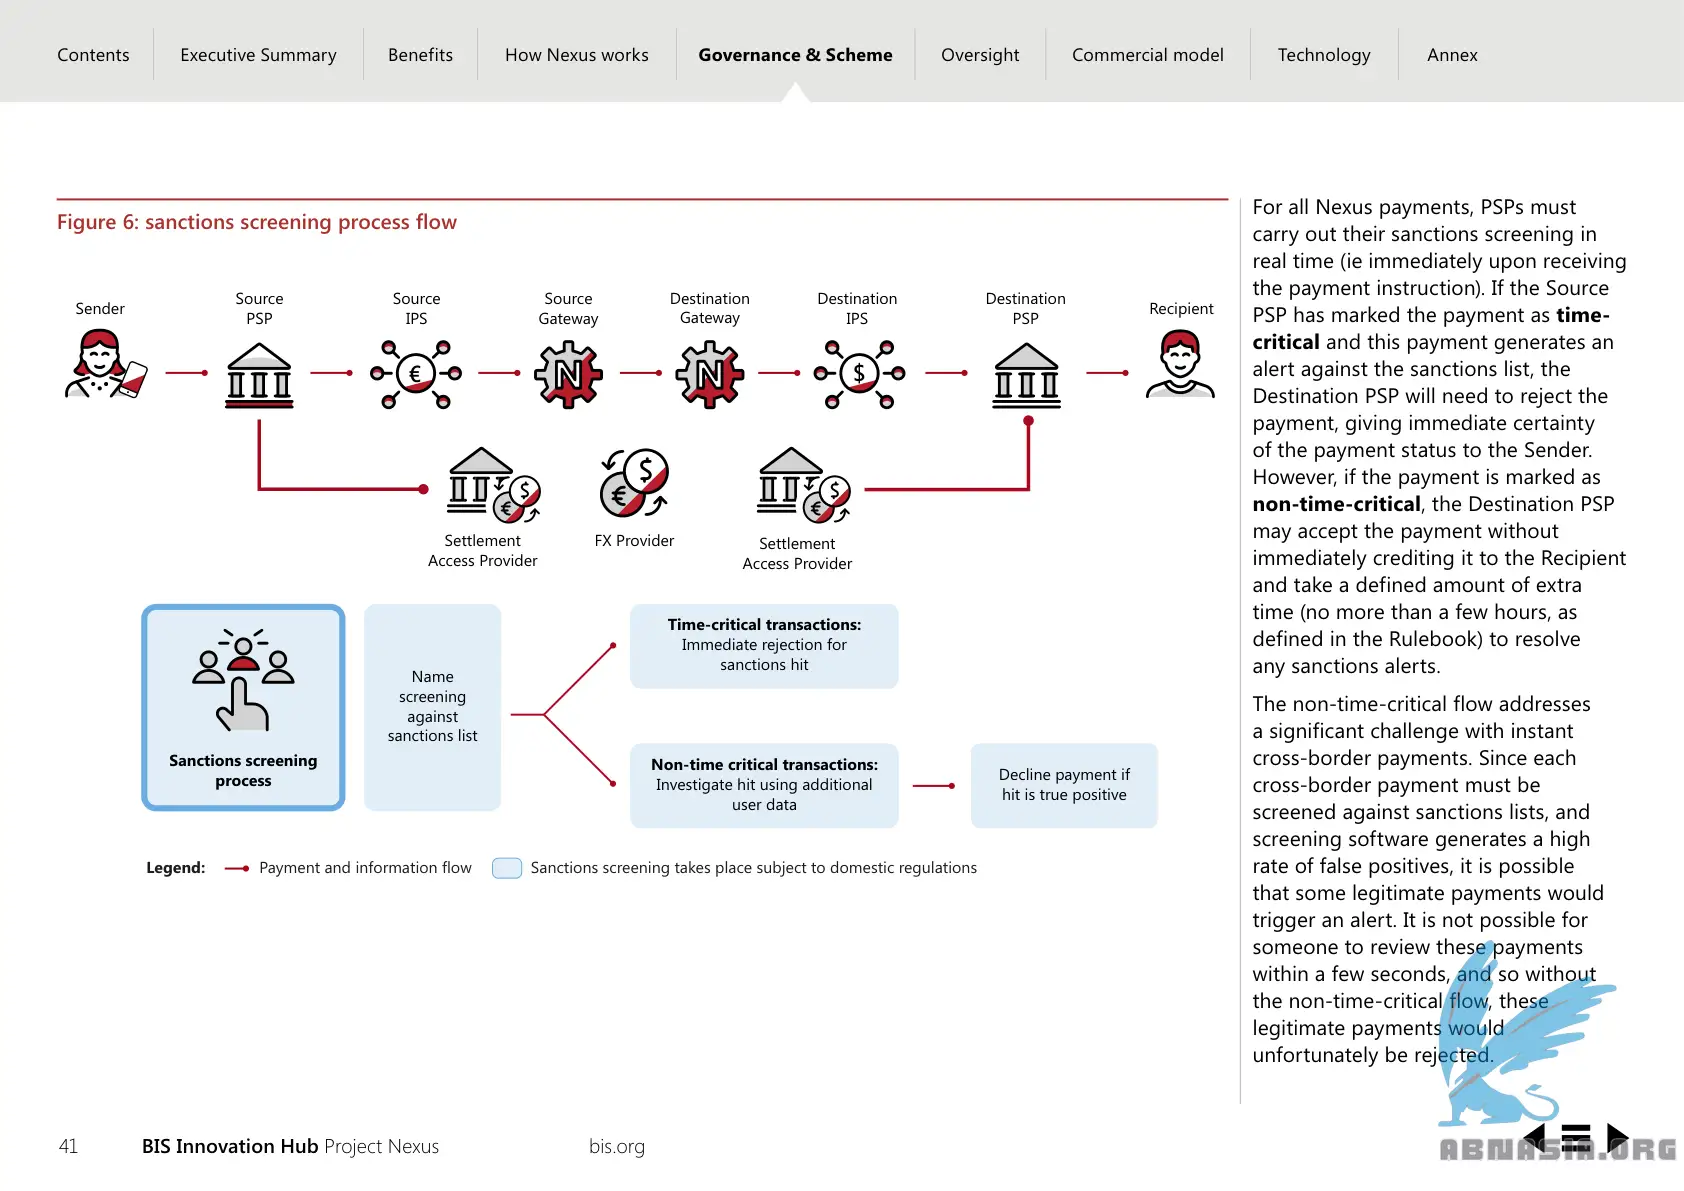 Contents
Executive Summary
Benefits
How Nexus works
Governance & Scheme
Oversight
Commercial model
Technology
Annex
Figure 6: sanctions screening process flow
Sender
Source
PSP
Source
IPS
Source
Gateway
Destination
Gateway
Destination
IPS
Destination
PSP
Recipient
€
N
N
$
$
€
$
€
$
€
Settlement
Access Provider
FX Provider
Settlement
Access Provider
Sanctions screening
process
Name
screening
against
sanctions list
Time-critical transactions:
Immediate rejection for
sanctions hit
Non-time critical transactions:
Investigate hit using additional
user data
Decline payment if
hit is true positive
Legend:
Payment and information flow
Sanctions screening takes place subject to domestic regulations
For all Nexus payments, PSPs must
carry out their sanctions screening in
real time (ie immediately upon receiving
the payment instruction). If the Source
PSP has marked the payment as time-
critical and this payment generates an
alert against the sanctions list, the
Destination PSP will need to reject the
payment, giving immediate certainty
of the payment status to the Sender.
However, if the payment is marked as
non-time-critical, the Destination PSP
may accept the payment without
immediately crediting it to the Recipient
and take a defined amount of extra
time (no more than a few hours, as
defined in the Rulebook) to resolve
any sanctions alerts.
The non-time-critical flow addresses
a significant challenge with instant
cross-border payments. Since each
cross-border payment must be
screened against sanctions lists, and
screening software generates a high
rate of false positives, it is possible
that some legitimate payments would
trigger an alert. It is not possible for
someone to review these payments
within a few seconds, and so without
the non-time-critical flow, these
legitimate payments would
unfortunately be rejected.
41
BIS Innovation Hub Project Nexus
bis.org
ABNASIA.ORG